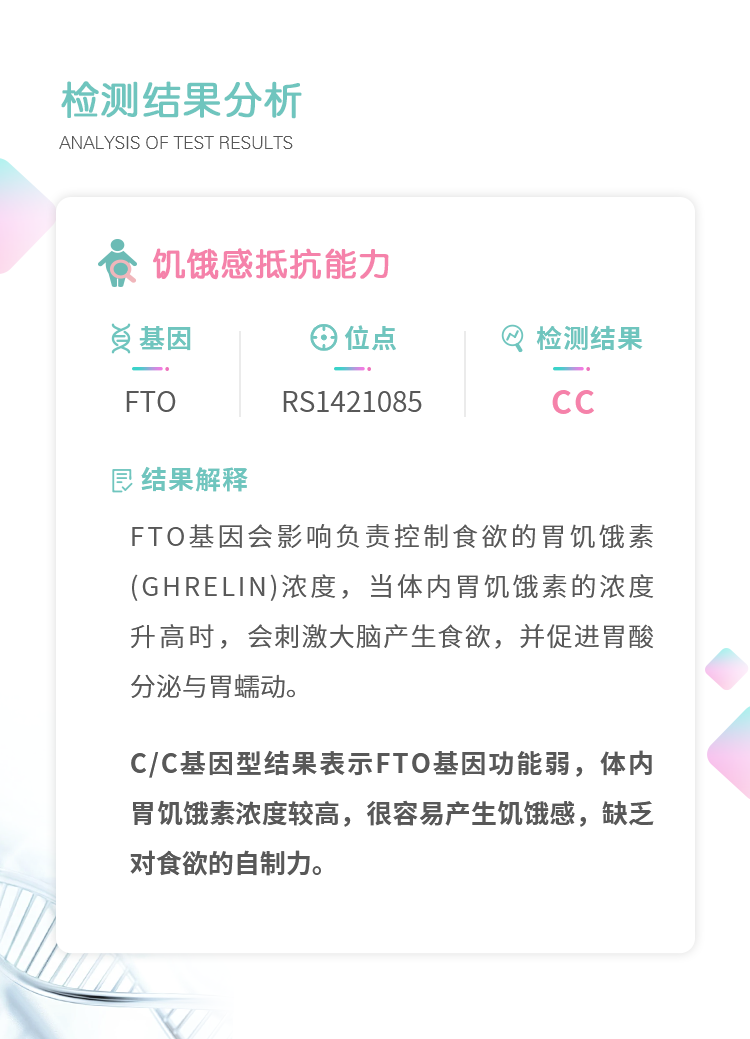 检测结果分析
ANALYSIS OF TEST RESULTS
饥饿感抵抗能力
基因
位点
检测结果
FTO
RS1421085
CC
结果解释
FTO基因会影响负责控制食欲的胃饥饿素
(GHRELIN)浓度，当体内胃饥饿素的浓度
升高时，会刺激大脑产生食欲，并促进胃酸
分泌与胃蠕动。
C/C基因型结果表示FTO基因功能弱，体内
胃饥饿素浓度较高，很容易产生饥饿感，缺乏
对食欲的自制力。